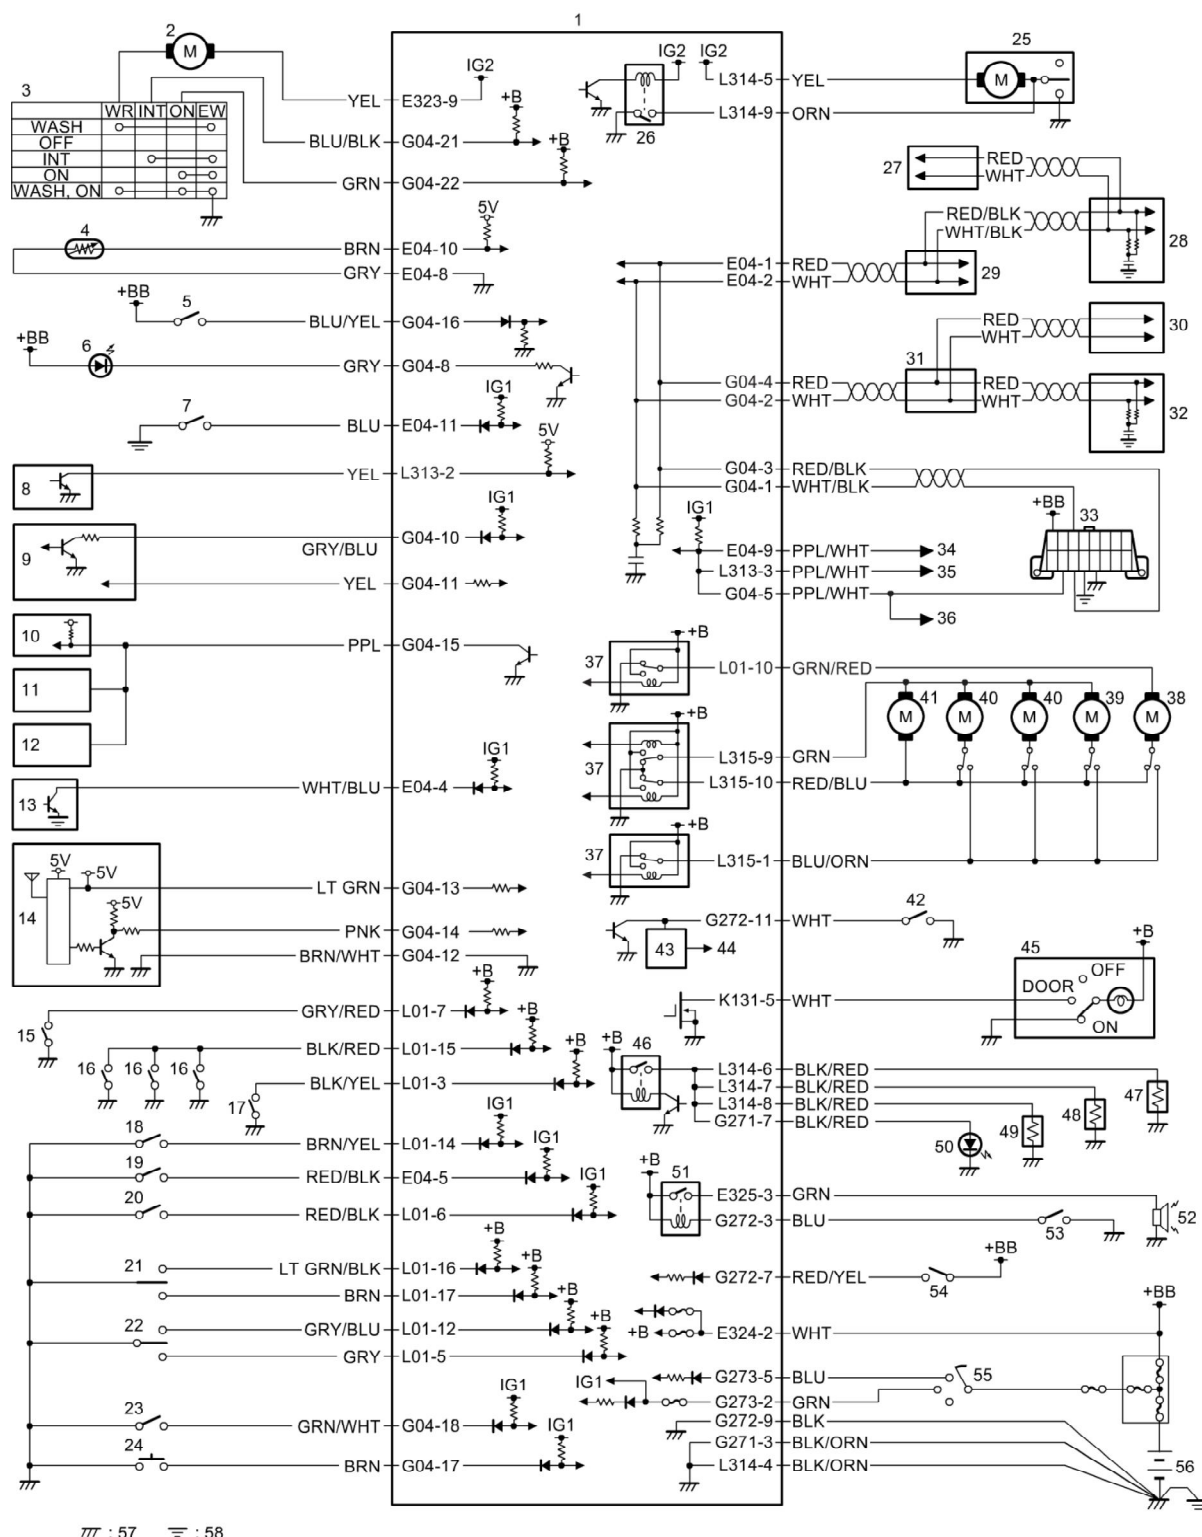 1
2
M
3
WR INT ON EW
WASH
OFF
INT
ON
WASH, ON
IG2
YEL E323-9
+B
BLU/BLK G04-21
+B
GRN G04-22
4
5V
BRN E04-10
GRY E04-8
+BB
5
BLU/YEL G04-16
+BB
6
GRY G04-8
7
IG1
BLU E04-11
5V
8
YEL L313-2
IG1
9
G04-10
GRY/BLU
YEL G04-11
10
PPL G04-15
11
12
IG1
13
WHT/BLU E04-4
14
5V
5V
5V
LT GRN G04-13
PNK G04-14
BRN/WHT G04-12
+B
15
GRY/RED L01-7
+B
16
16
16
BLK/RED L01-15
+B
17
BLK/YEL L01-3
18
IG1
BRN/YEL L01-14
19
IG1
RED/BLK E04-5
20
IG1
RED/BLK L01-6
21
+B
LT GRN/BLK L01-16
+B
BRN L01-17
22
+B
GRY/BLU L01-12
+B
GRY L01-5
23
IG1
GRN/WHT G04-18
24
IG1
BRN G04-17
: 57
: 58
IG2
IG2
26
25
M
L314-5 YEL
L314-9 ORN
27
RED
WHT
RED/BLK
WHT/BLK
28
E04-1 RED
E04-2 WHT
29
RED
WHT
30
31
G04-4 RED
G04-2 WHT
RED
WHT
32
G04-3 RED/BLK
G04-1 WHT/BLK
+BB
33
IG1
E04-9 PPL/WHT 34
L313-3 PPL/WHT 35
G04-5 PPL/WHT
36
+B
37
L01-10 GRN/RED
41
40
40
39
38
M
M
M
M
M
+B
37
L315-9 GRN
L315-10 RED/BLU
+B
37
L315-1 BLU/ORN
G272-11 WHT
42
43
44
45
+B
OFF
DOOR
ON
K131-5 WHT
+B
46
L314-6 BLK/RED
L314-7 BLK/RED
L314-8 BLK/RED
G271-7 BLK/RED
47
48
49
50
+B
51
E325-3 GRN
52
G272-3 BLU
53
+BB
G272-7 RED/YEL
54
+BB
+B
E324-2 WHT
G273-5 BLU
55
IG1
G273-2 GRN
G272-9 BLK
G271-3 BLK/ORN
L314-4 BLK/ORN
56